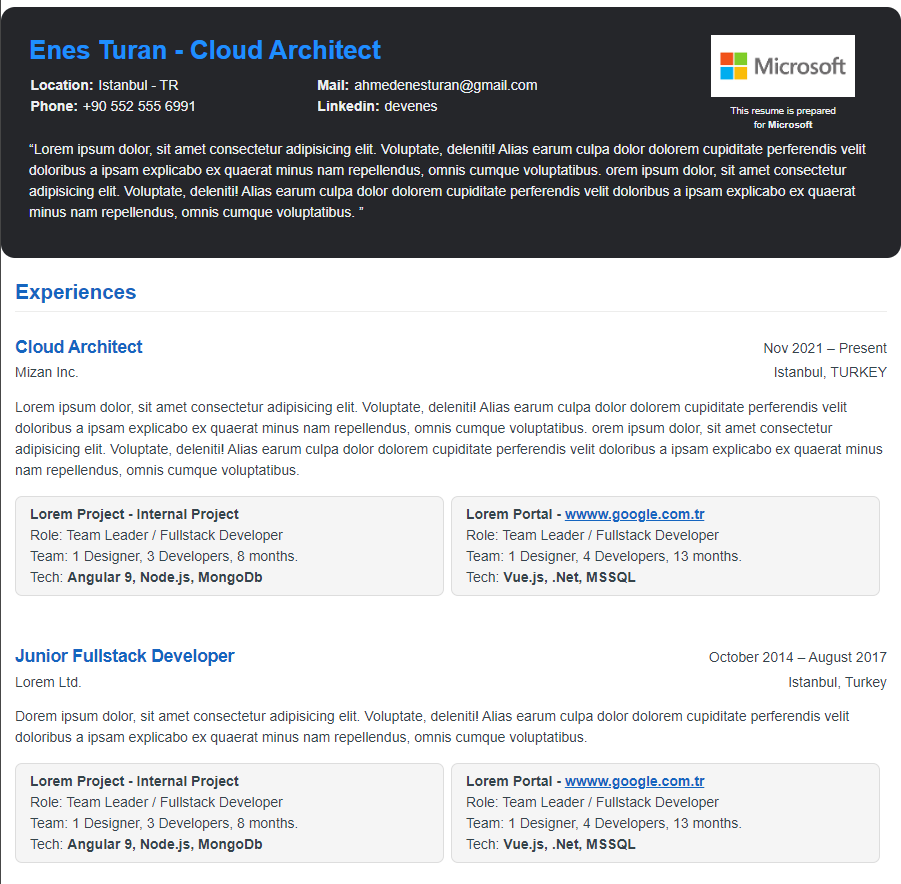 Enes Turan - Cloud Architect
Location: Istanbul - TR
Mail: ahmedenesturan@gmail.com
Phone: +90 552 555 6991
Linkedin: devenes
Microsoft
This resume is prepared
for Microsoft
“Lorem ipsum dolor, sit amet consectetur adipisicing elit. Voluptate, deleniti! Alias earum culpa dolor dolorem cupiditate perferendis velit
doloribus a ipsam explicabo ex quaerat minus nam repellendus, omnis cumque voluptatibus. orem ipsum dolor, sit amet consectetur
adipisicing elit. Voluptate, deleniti! Alias earum culpa dolor dolorem cupiditate perferendis velit doloribus a ipsam explicabo ex quaerat
minus nam repellendus, omnis cumque voluptatibus. ”
Experiences
Cloud Architect
Nov 2021 – Present
Mizan Inc.
Istanbul, TURKEY
Lorem ipsum dolor, sit amet consectetur adipisicing elit. Voluptate, deleniti! Alias earum culpa dolor dolorem cupiditate perferendis velit
doloribus a ipsam explicabo ex quaerat minus nam repellendus, omnis cumque voluptatibus. orem ipsum dolor, sit amet consectetur
adipisicing elit. Voluptate, deleniti! Alias earum culpa dolor dolorem cupiditate perferendis velit doloribus a ipsam explicabo ex quaerat minus
nam repellendus, omnis cumque voluptatibus.
Lorem Project - Internal Project
Role: Team Leader / Fullstack Developer
Team: 1 Designer, 3 Developers, 8 months.
Tech: Angular 9, Node.js, MongoDb
Lorem Portal - wwww.google.com.tr
Role: Team Leader / Fullstack Developer
Team: 1 Designer, 4 Developers, 13 months.
Tech: Vue.js, .Net, MSSQL
Junior Fullstack Developer
October 2014 – August 2017
Lorem Ltd.
Istanbul, Turkey
Dorem ipsum dolor, sit amet consectetur adipisicing elit. Voluptate, deleniti! Alias earum culpa dolor dolorem cupiditate perferendis velit
doloribus a ipsam explicabo ex quaerat minus nam repellendus, omnis cumque voluptatibus.
Lorem Project - Internal Project
Role: Team Leader / Fullstack Developer
Team: 1 Designer, 3 Developers, 8 months.
Tech: Angular 9, Node.js, MongoDb
Lorem Portal - wwww.google.com.tr
Role: Team Leader / Fullstack Developer
Team: 1 Designer, 4 Developers, 13 months.
Tech: Vue.js, .Net, MSSQL